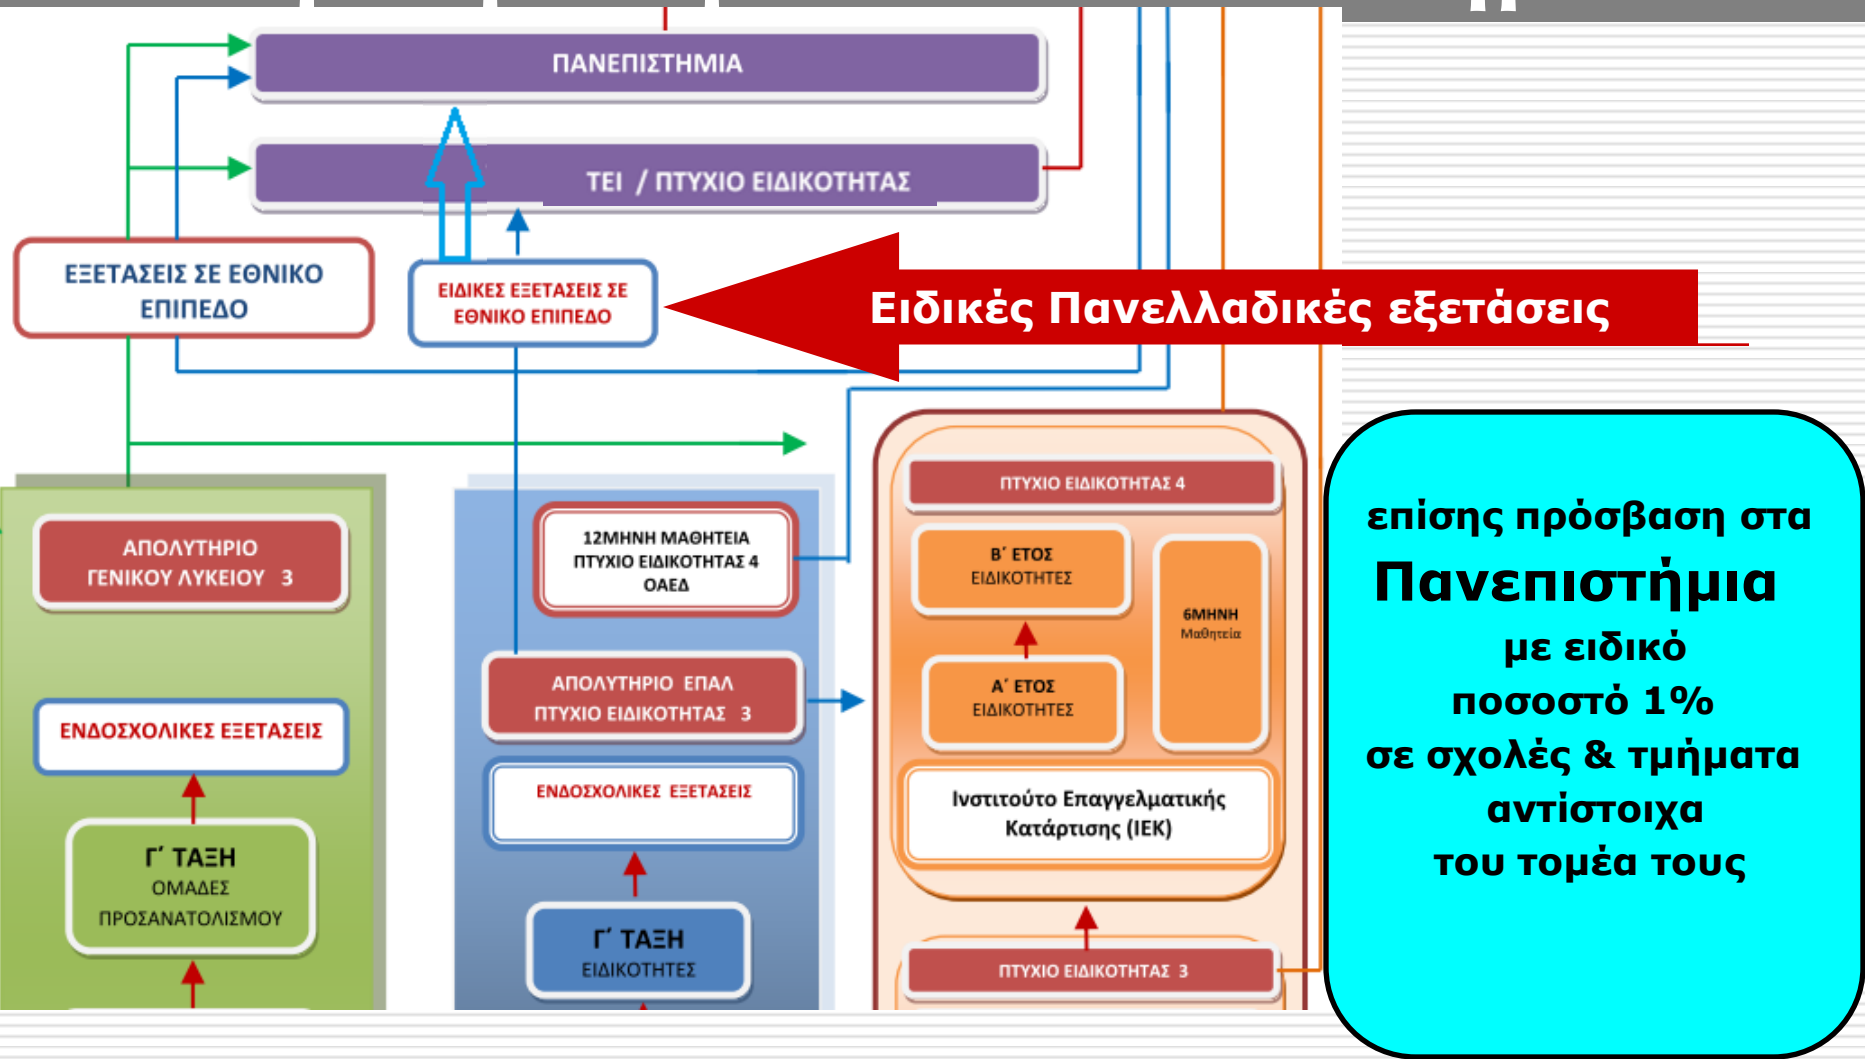 ΠΑΝΕΠΙΣΤΗΜΙΑ
ΤΕΙ / ΠΤΥΧΙΟ ΕΙΔΙΚΟΤΗΤΑΣ
ΕΞΕΤΑΣΕΙΣ ΣΕ ΕΘΝΙΚΟ
ΕΠΙΠΕΔΟ
ΕΙΔΙΚΕΣ ΕΞΕΤΑΣΕΙΣ ΣΕ
ΕΘΝΙΚΟ ΕΠΙΠΕΔΟ
Ειδικές Πανελλαδικές εξετάσεις
ΑΠΟΛΥΤΗΡΙΟ
ΓΕΝΙΚΟΥ ΛΥΚΕΙΟΥ 3
ΕΝΔΟΣΧΟΛΙΚΕΣ ΕΞΕΤΑΣΕΙΣ
Γ΄ ΤΑΞΗ
ΟΜΑΔΕΣ
ΠΡΟΣΑΝΑΤΟΛΙΣΜΟΥ
12ΜΗΝΗ ΜΑΘΗΤΕΙΑ
ΠΤΥΧΙΟ ΕΙΔΙΚΟΤΗΤΑΣ 4
ΟΑΕΔ
ΑΠΟΛΥΤΗΡΙΟ ΕΠΑΛ
ΠΤΥΧΙΟ ΕΙΔΙΚΟΤΗΤΑΣ 3
ΕΝΔΟΣΧΟΛΙΚΕΣ ΕΞΕΤΑΣΕΙΣ
Γ΄ ΤΑΞΗ
ΕΙΔΙΚΟΤΗΤΕΣ
ΠΤΥΧΙΟ ΕΙΔΙΚΟΤΗΤΑΣ 4
Β΄ ΕΤΟΣ
ΕΙΔΙΚΟΤΗΤΕΣ
6ΜΗΝΗ
Μαθητεία
Α΄ ΕΤΟΣ
ΕΙΔΙΚΟΤΗΤΕΣ
Ινστιτούτο Επαγγελματικής
Κατάρτισης (ΙΕΚ)
ΠΤΥΧΙΟ ΕΙΔΙΚΟΤΗΤΑΣ 3
επίσης πρόσβαση στα
Πανεπιστήμια
με ειδικό
ποσοστό 1%
σε σχολές & τμήματα
αντίστοιχα
του τομέα τους